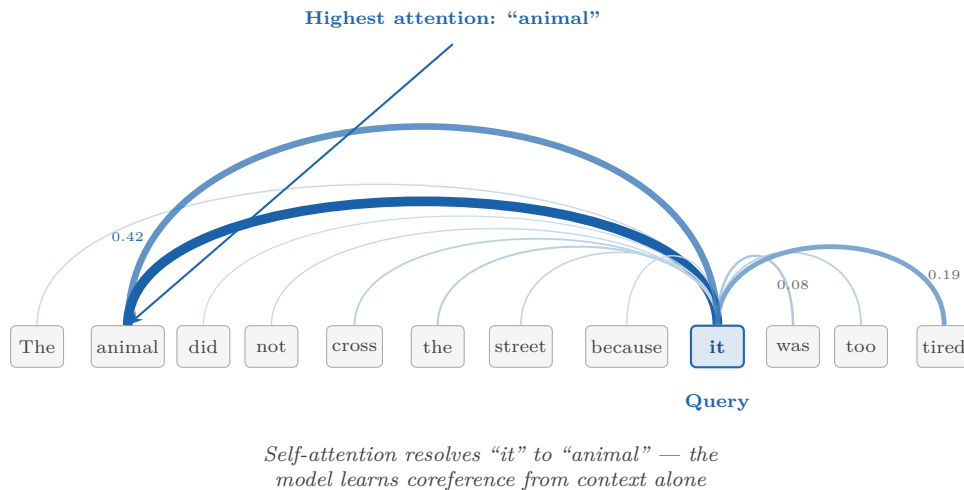 Highest attention: “animal”
0.42
0.19
0.08
The animal did not cross the street because it was too tired
Query
Self-attention resolves “it” to “animal” — the
model learns coreference from context alone